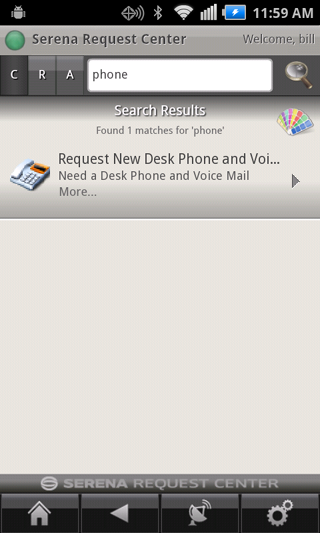 11:59 AM
Serena Request Center Welcome, bill
C R A phone
Search Results
Found 1 matches for 'phone'
Request New Desk Phone and Voi...
Need a Desk Phone and Voice Mail
More...
SERENA REQUEST CENTER